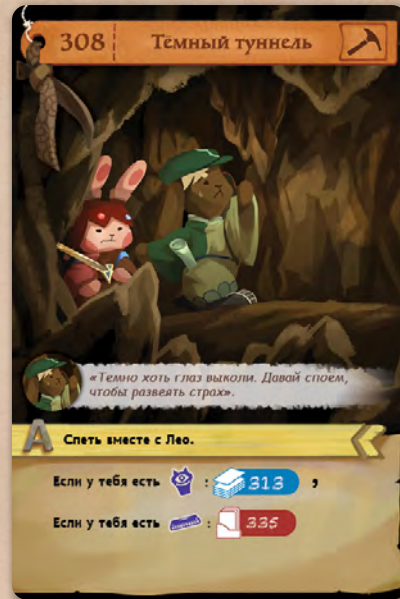 308 Тёмный туннель
«Темно хоть глаз выколи. Давай споем,
чтобы развеять страх».
А Спеть вместе с Лео.
Если у тебя есть : 313 ,
Если у тебя есть : 335